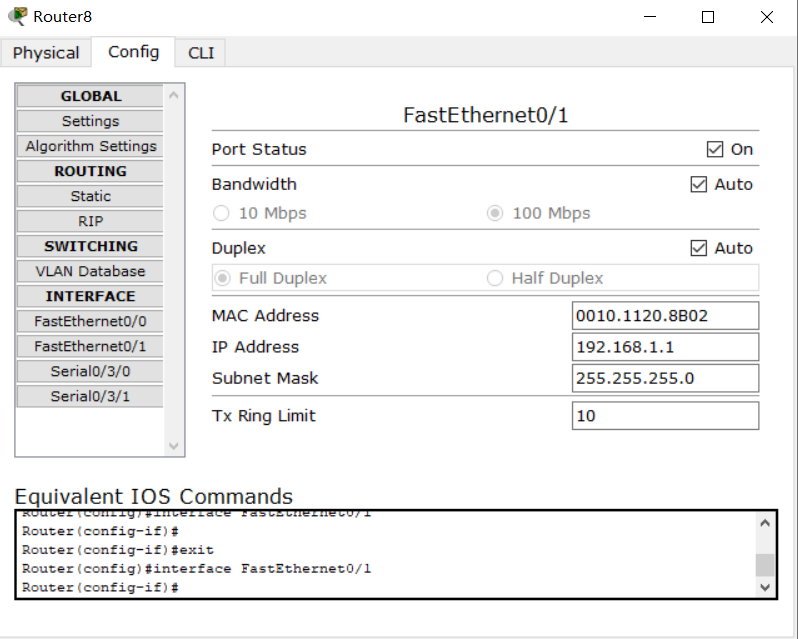 Router8
Physical Config CLI
GLOBAL
Settings
Algorithm Settings
ROUTING
Static
RIP
SWITCHING
VLAN Database
INTERFACE
FastEthernet0/0
FastEthernet0/1
Serial0/3/0
Serial0/3/1
FastEthernet0/1
Port Status On
Bandwidth Auto
10 Mbps 100 Mbps
Duplex Auto
Full Duplex Half Duplex
MAC Address 0010.1120.8B02
IP Address 192.168.1.1
Subnet Mask 255.255.255.0
Tx Ring Limit 10
Equivalent IOS Commands
Router(config)#interface FastEthernet0/1
Router(config-if)#
Router(config-if)#exit
Router(config)#interface FastEthernet0/1
Router(config-if)#